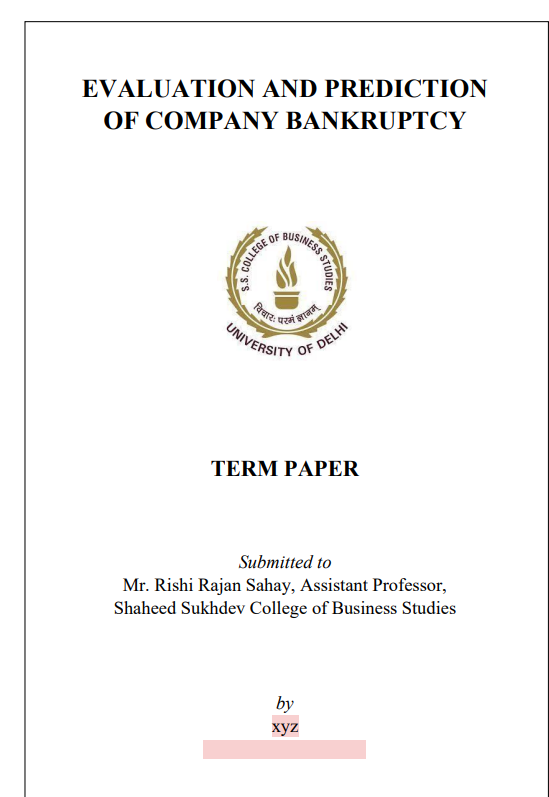 EVALUATION AND PREDICTION
OF COMPANY BANKRUPTCY
S.S. COLLEGE OF BUSINESS STUDIES
विचारः परमं ज्ञानम्
UNIVERSITY OF DELHI
TERM PAPER
Submitted to
Mr. Rishi Rajan Sahay, Assistant Professor,
Shaheed Sukhdev College of Business Studies
by
xyz